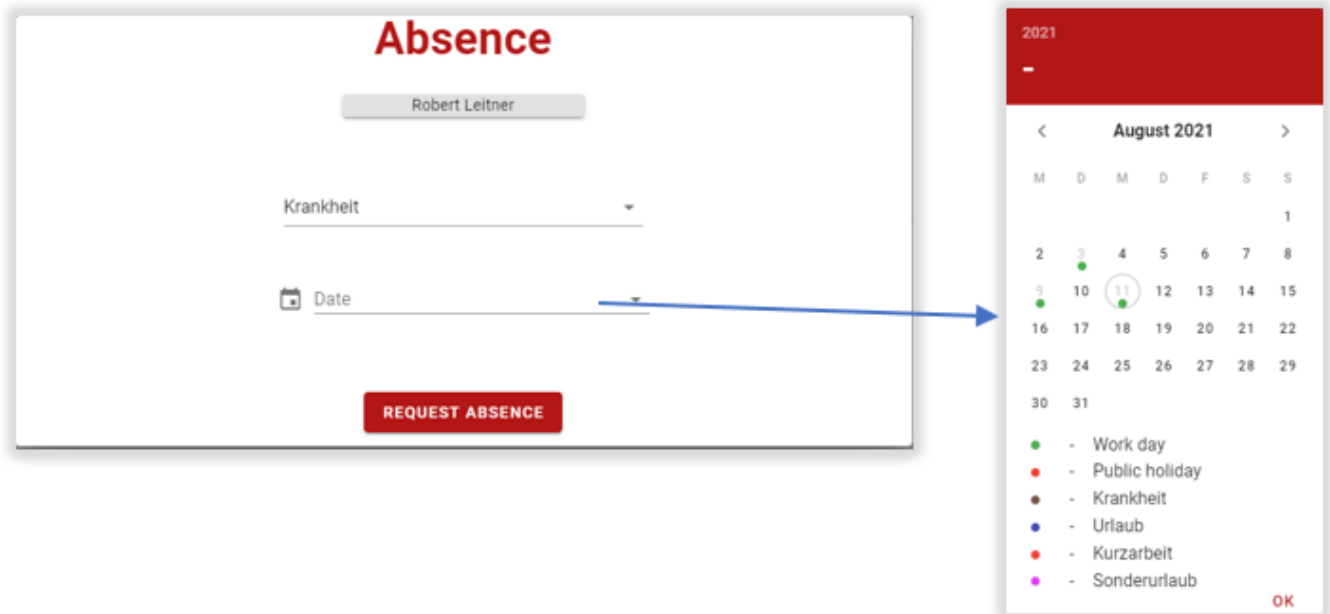 Absence
Robert Leitner
Krankheit
Date
REQUEST ABSENCE
2021
-
< August 2021 >
M D M D F S S
1
2 3 4 5 6 7 8
9 10 11 12 13 14 15
16 17 18 19 20 21 22
23 24 25 26 27 28 29
30 31
- Work day
- Public holiday
- Krankheit
- Urlaub
- Kurzarbeit
- Sonderurlaub
OK